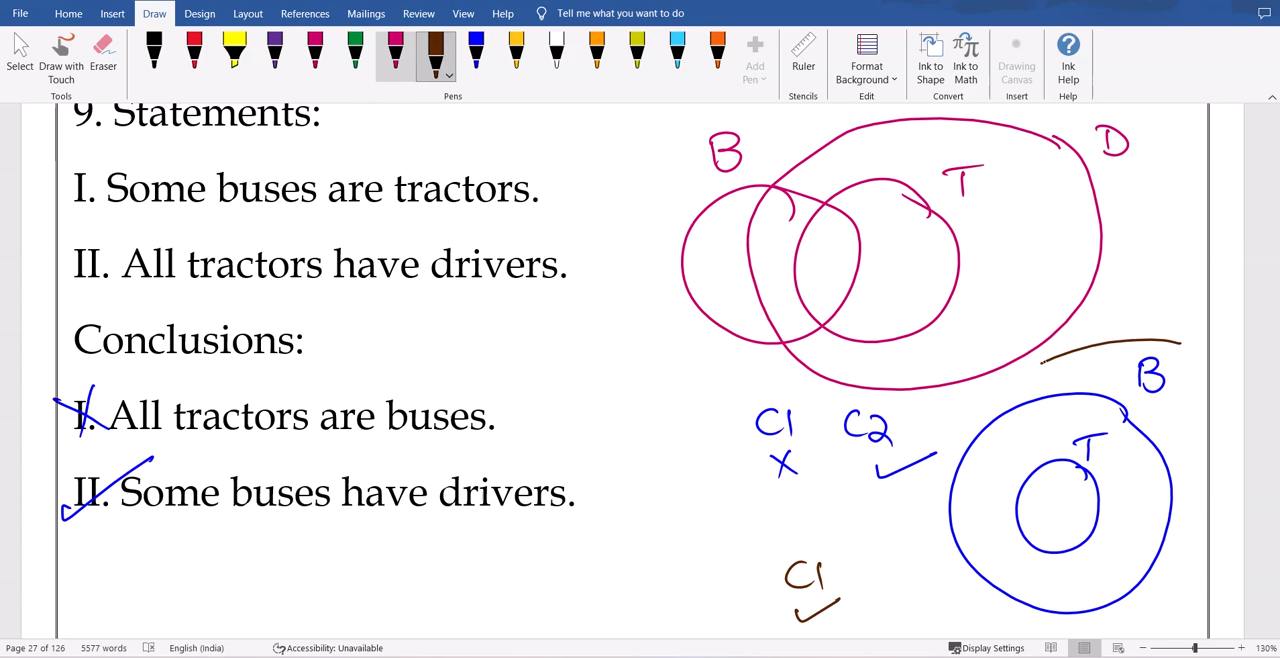 File Home Insert Draw Design Layout References Mailings Review View Help Tell me what you want to do
Select Draw with Touch Eraser Add Pen Ruler Format Background Ink to Shape Ink to Math Drawing Canvas Ink Help
Tools Pens Stencils Edit Convert Insert Help
9. Statements:
I. Some buses are tractors.
II. All tractors have drivers.
Conclusions:
I. All tractors are buses.
II. Some buses have drivers.
B D
T
B
C1 C2
T
C1
Page 27 of 126 5577 words English (India) Accessibility: Unavailable Display Settings 130%